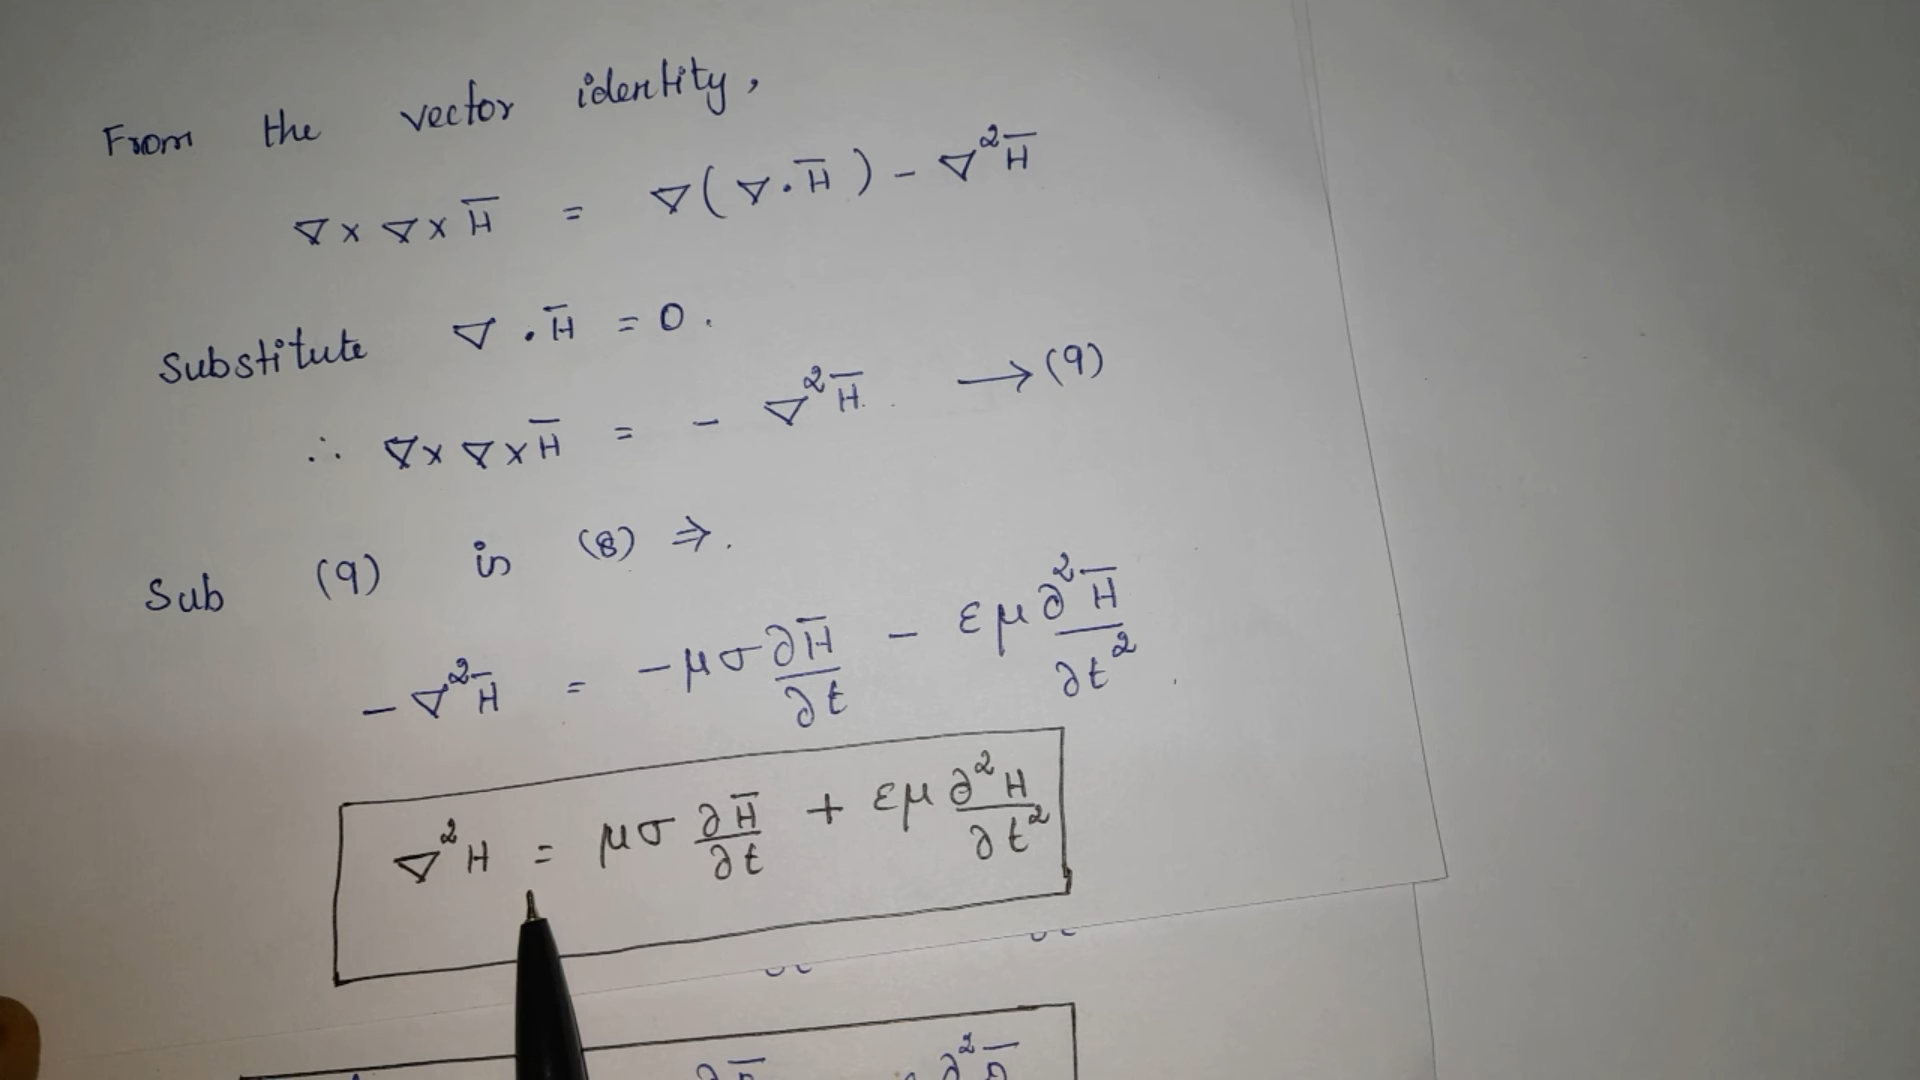 From the vector identity,
∇ × ∇ × H̅ = ∇(∇ . H̅) - ∇²H̅
Substitute ∇ . H̅ = 0.
∴ ∇ × ∇ × H̅ = - ∇²H̅. → (9)
Sub (9) in (8) ⇒.
- ∇²H̅ = -μσ ∂H̅/∂t - εμ ∂²H̅/∂t²
∇²H = μσ ∂H̅/∂t + εμ ∂²H/∂t²